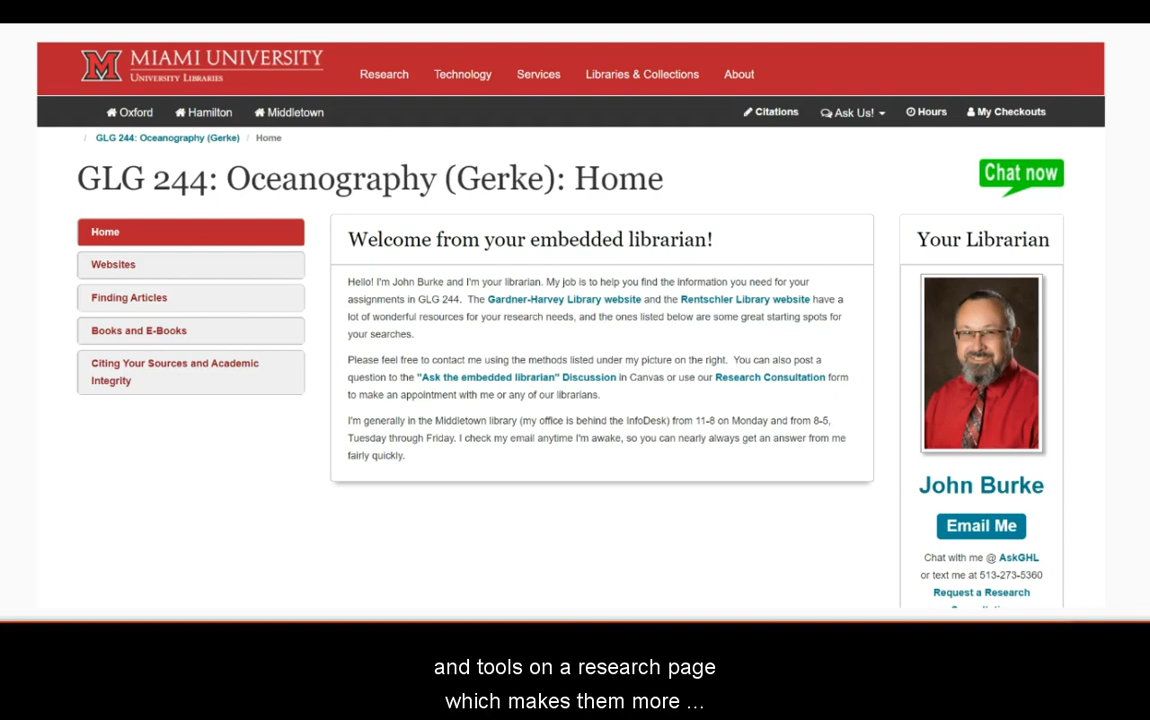 MIAMI UNIVERSITY
UNIVERSITY LIBRARIES
Research Technology Services Libraries & Collections About
Oxford Hamilton Middletown Citations Ask Us! Hours My Checkouts
/ GLG 244: Oceanography (Gerke) / Home
GLG 244: Oceanography (Gerke): Home
Chat now
Home
Websites
Finding Articles
Books and E-Books
Citing Your Sources and Academic
Integrity
Welcome from your embedded librarian!
Hello! I'm John Burke and I'm your librarian. My job is to help you find the information you need for your
assignments in GLG 244. The Gardner-Harvey Library website and the Rentschler Library website have a
lot of wonderful resources for your research needs, and the ones listed below are some great starting spots for
your searches.
Please feel free to contact me using the methods listed under my picture on the right. You can also post a
question to the "Ask the embedded librarian" Discussion in Canvas or use our Research Consultation form
to make an appointment with me or any of our librarians.
I'm generally in the Middletown library (my office is behind the InfoDesk) from 11-8 on Monday and from 8-5,
Tuesday through Friday. I check my email anytime I'm awake, so you can nearly always get an answer from me
fairly quickly.
Your Librarian
John Burke
Email Me
Chat with me @ AskGHL
or text me at 513-273-5360
Request a Research
and tools on a research page
which makes them more ...